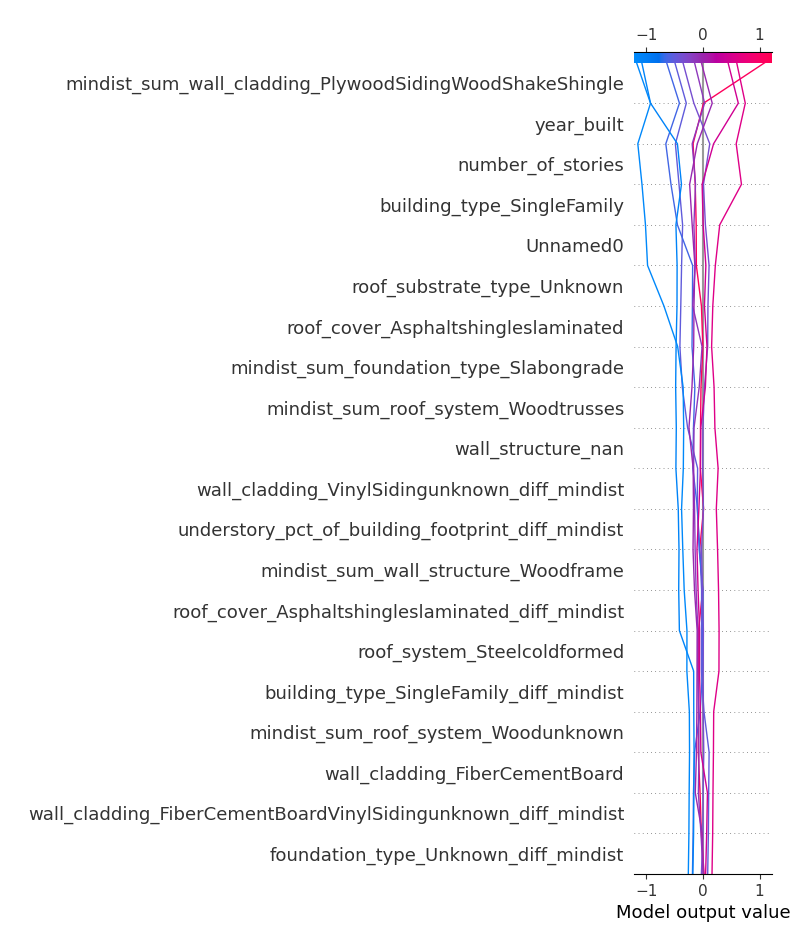 −1 0 1
mindist_sum_wall_cladding_PlywoodSidingWoodShakeShingle
year_built
number_of_stories
building_type_SingleFamily
Unnamed0
roof_substrate_type_Unknown
roof_cover_Asphaltshingleslaminated
mindist_sum_foundation_type_Slabongrade
mindist_sum_roof_system_Woodtrusses
wall_structure_nan
wall_cladding_VinylSidingunknown_diff_mindist
understory_pct_of_building_footprint_diff_mindist
mindist_sum_wall_structure_Woodframe
roof_cover_Asphaltshingleslaminated_diff_mindist
roof_system_Steelcoldformed
building_type_SingleFamily_diff_mindist
mindist_sum_roof_system_Woodunknown
wall_cladding_FiberCementBoard
wall_cladding_FiberCementBoardVinylSidingunknown_diff_mindist
foundation_type_Unknown_diff_mindist
−1 0 1
Model output value